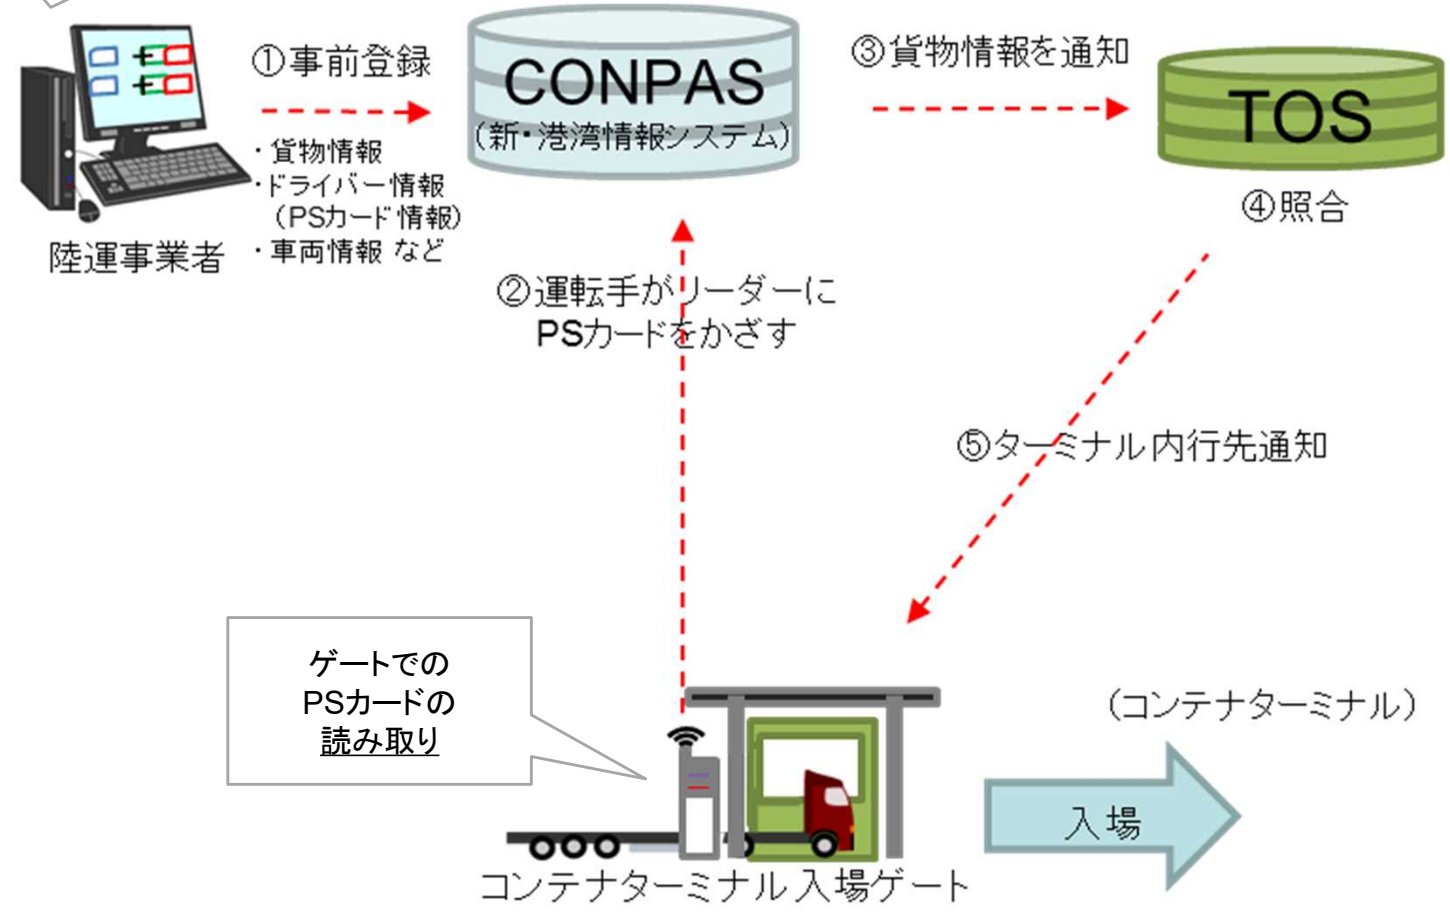 ①事前登録
・貨物情報
・ドライバー情報
（PSカード情報）
・車両情報 など
陸運事業者
CONPAS
（新・港湾情報システム）
③貨物情報を通知
TOS
④照合
②運転手がリーダーに
PSカードをかざす
⑤ターミナル内行先通知
ゲートでの
PSカードの
読み取り
（コンテナターミナル）
入場
コンテナターミナル入場ゲート